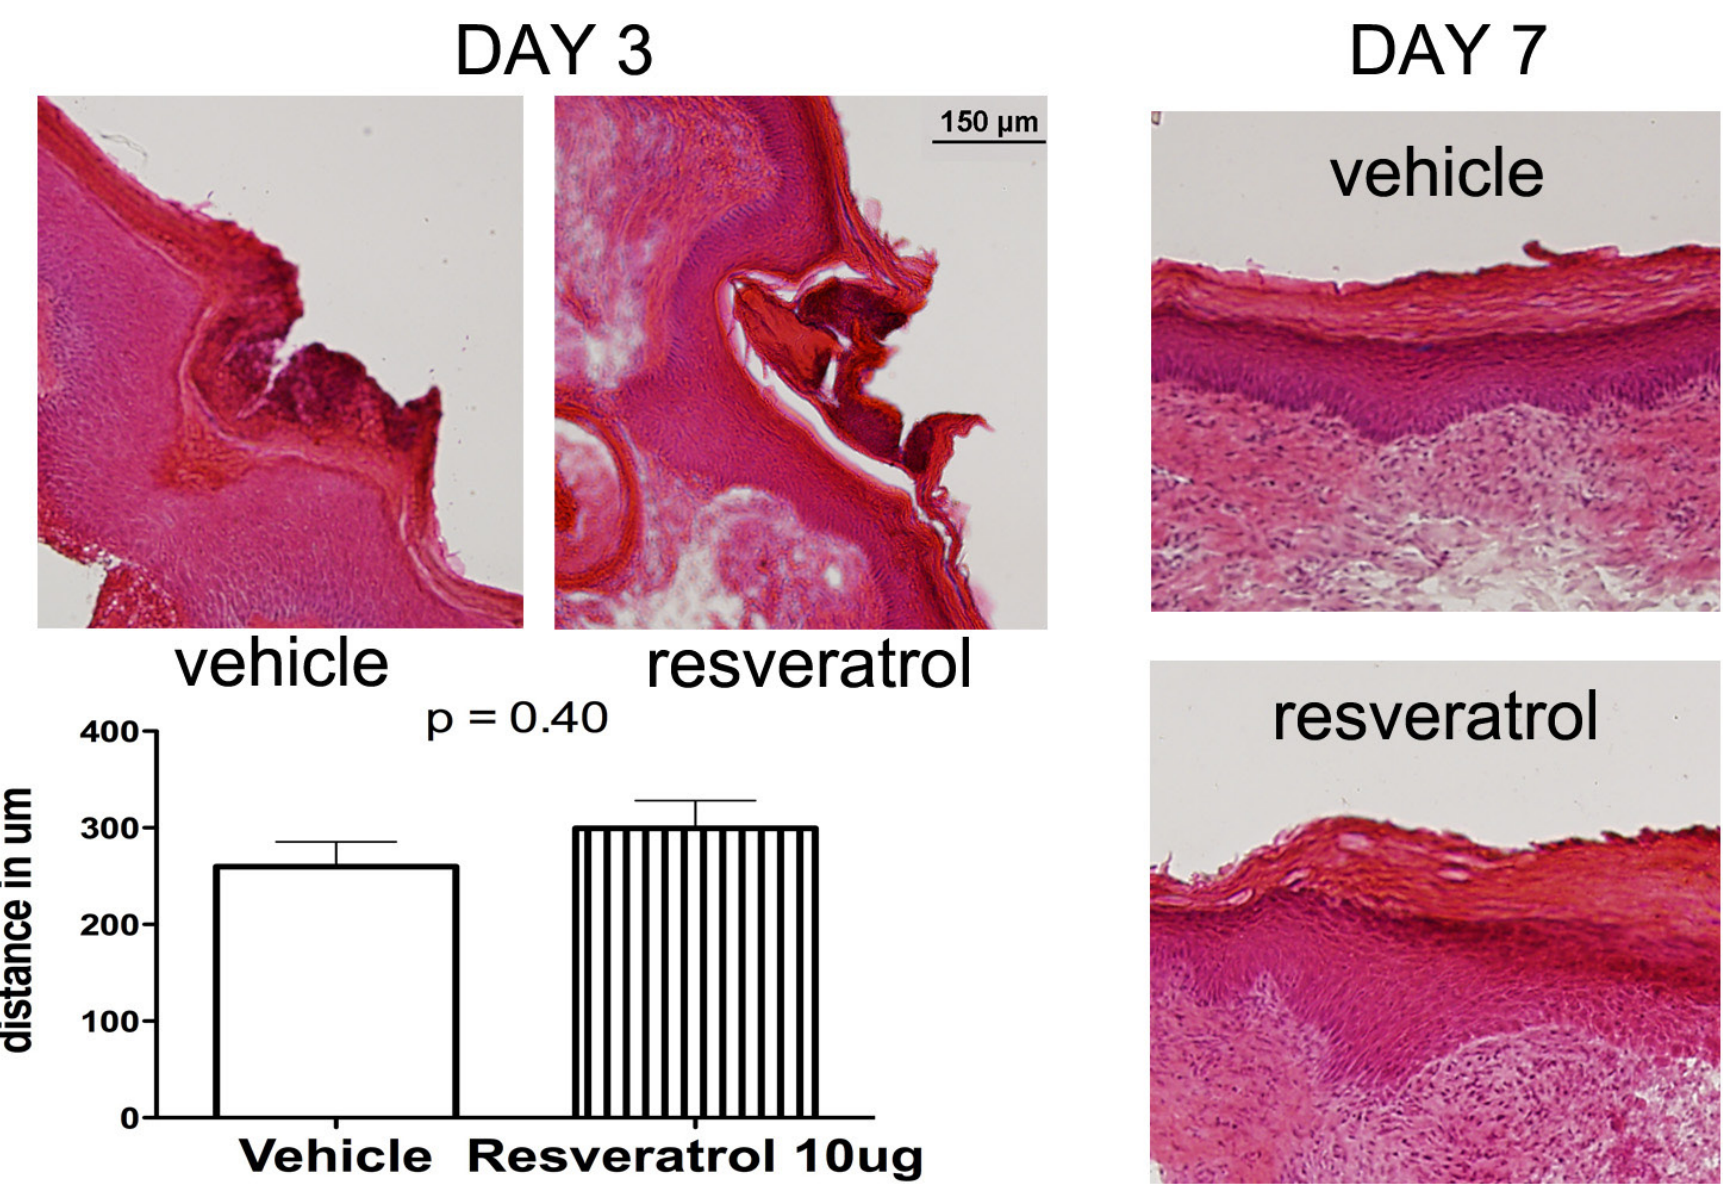 DAY 3
DAY 7
150 µm
vehicle
vehicle
resveratrol
resveratrol
p = 0.40
400
300
200
100
0
distance in um
Vehicle
Resveratrol 10ug